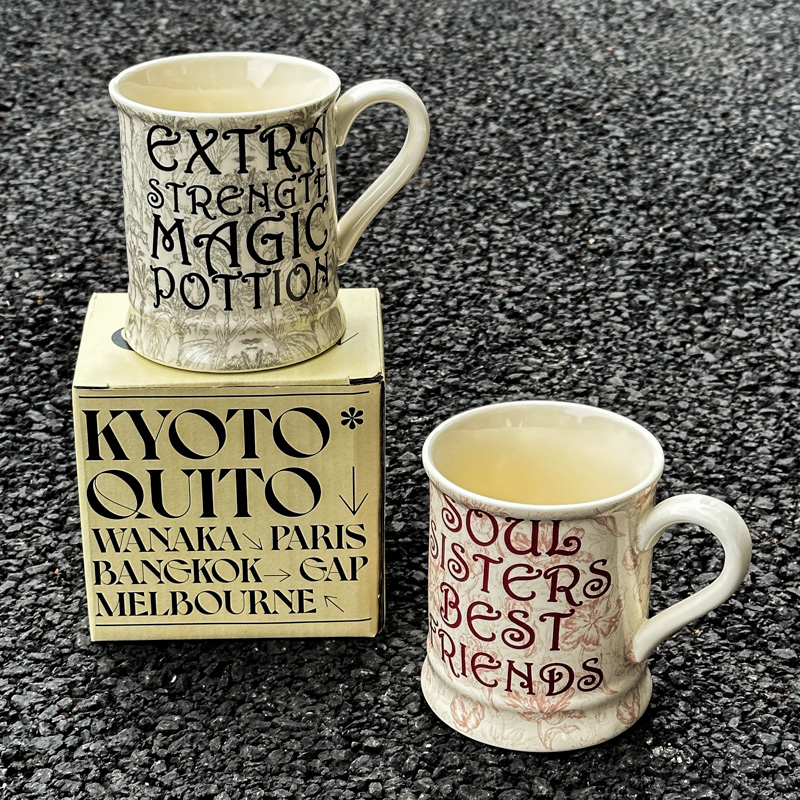 EXTRA
STRENGTH
MAGIC
POTTION
KYOTO*
QUITO ↓
WANAKA↘PARIS
BANGKOK→GAP
MELBOURNE↖
SOUL
SISTERS
BEST
FRIENDS